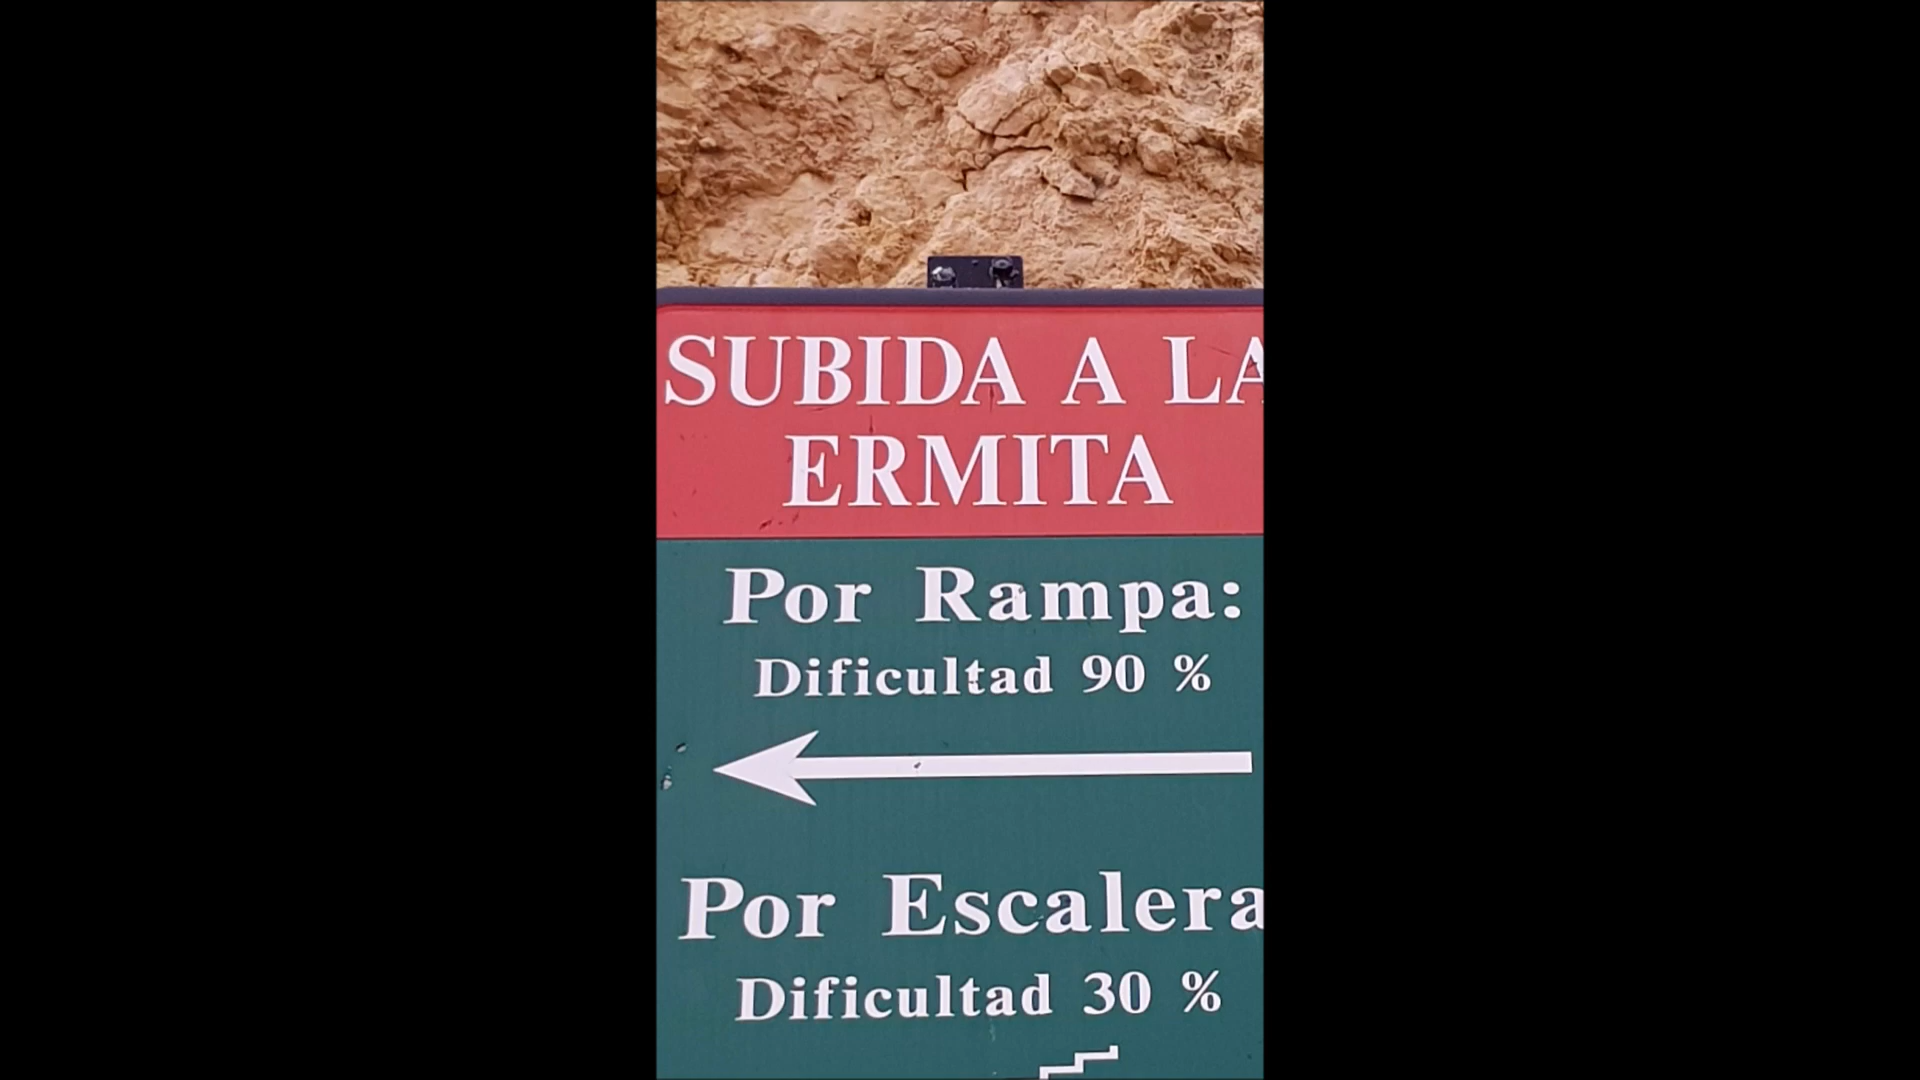 SUBIDA A LA
ERMITA
Por Rampa:
Dificultad 90 %
Por Escalera
Dificultad 30 %